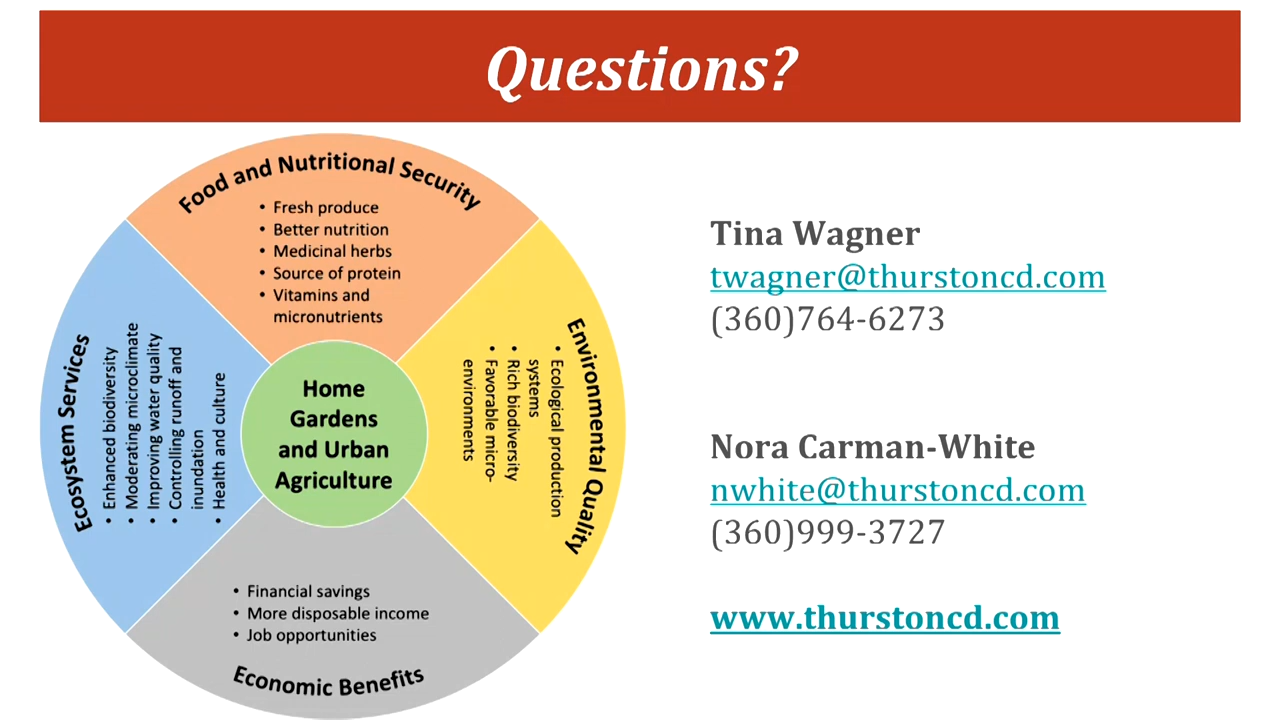 Questions?
Food and Nutritional Security
• Fresh produce
• Better nutrition
• Medicinal herbs
• Source of protein
• Vitamins and
micronutrients
Ecosystem Services
• Enhanced biodiversity
• Moderating microclimate
• Improving water quality
• Controlling runoff and
inundation
• Health and culture
Home
Gardens
and Urban
Agriculture
Environmental Quality
• Ecological production
systems
• Rich biodiversity
• Favorable micro-
environments
• Financial savings
• More disposable income
• Job opportunities
Economic Benefits
Tina Wagner
twagner@thurstoncd.com
(360)764-6273
Nora Carman-White
nwhite@thurstoncd.com
(360)999-3727
www.thurstoncd.com